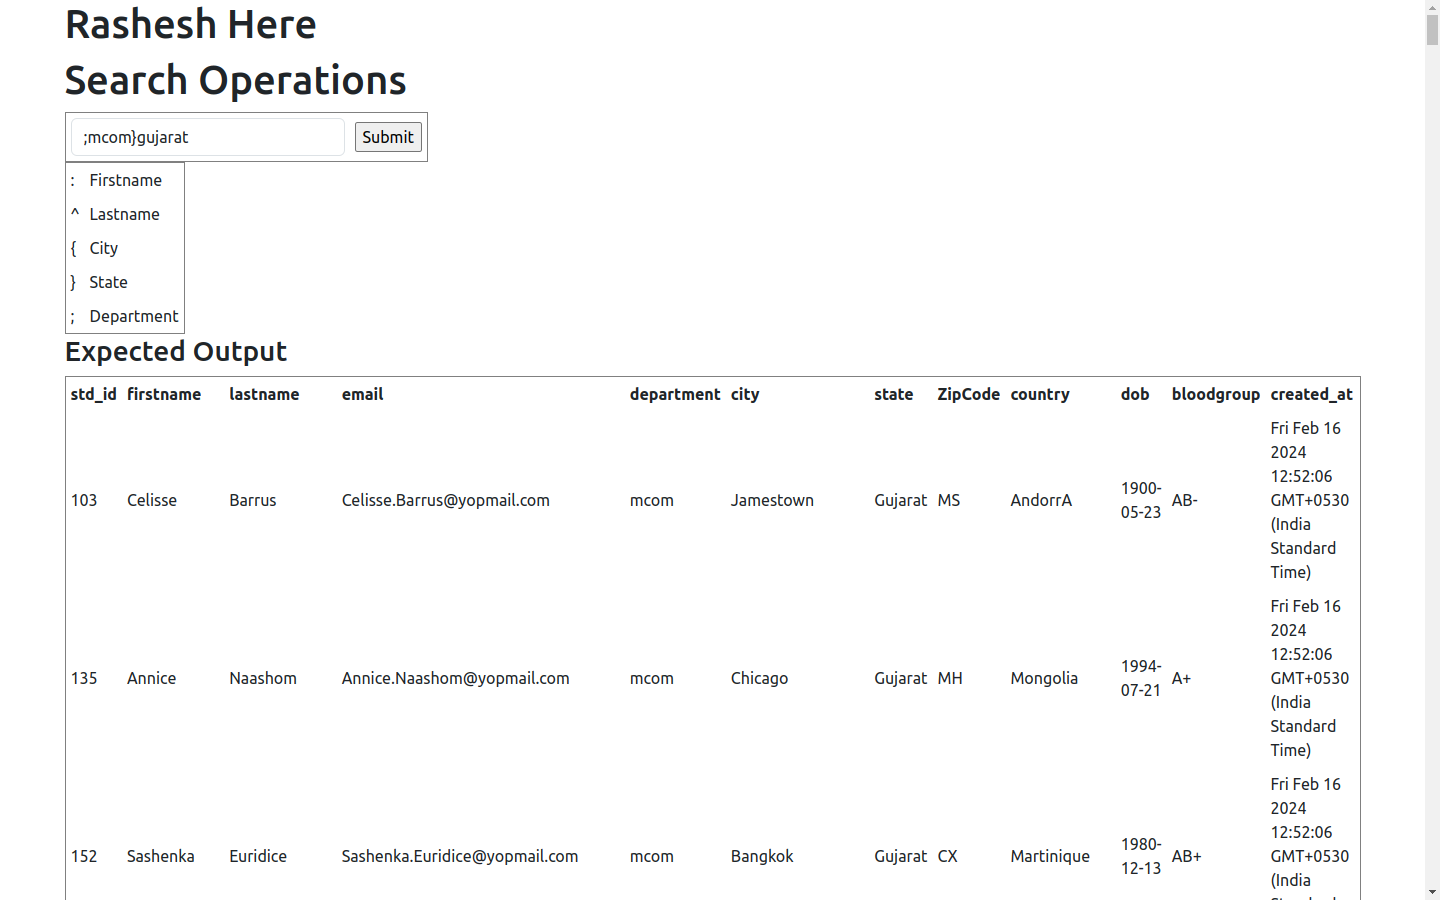 Rashesh Here
Search Operations
;mcom}gujarat Submit
: Firstname
^ Lastname
{ City
} State
; Department
Expected Output
std_id firstname lastname email department city state ZipCode country dob bloodgroup created_at
103 Celisse Barrus Celisse.Barrus@yopmail.com mcom Jamestown Gujarat MS AndorrA 1900-05-23 AB- Fri Feb 16 2024 12:52:06 GMT+0530 (India Standard Time)
135 Annice Naashom Annice.Naashom@yopmail.com mcom Chicago Gujarat MH Mongolia 1994-07-21 A+ Fri Feb 16 2024 12:52:06 GMT+0530 (India Standard Time)
152 Sashenka Euridice Sashenka.Euridice@yopmail.com mcom Bangkok Gujarat CX Martinique 1980-12-13 AB+ Fri Feb 16 2024 12:52:06 GMT+0530 (India